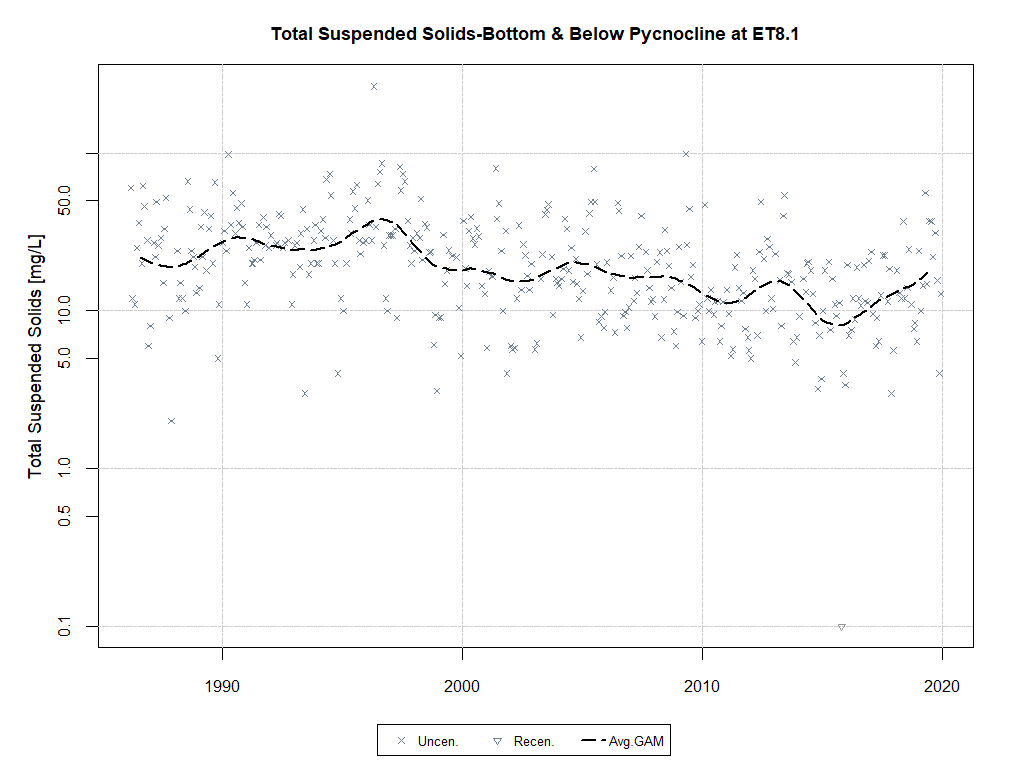 Total Suspended Solids-Bottom & Below Pycnocline at ET8.1
Total Suspended Solids [mg/L]
50.0
10.0
5.0
1.0
0.5
0.1
1990 2000 2010 2020
Uncen. Recen. Avg.GAM